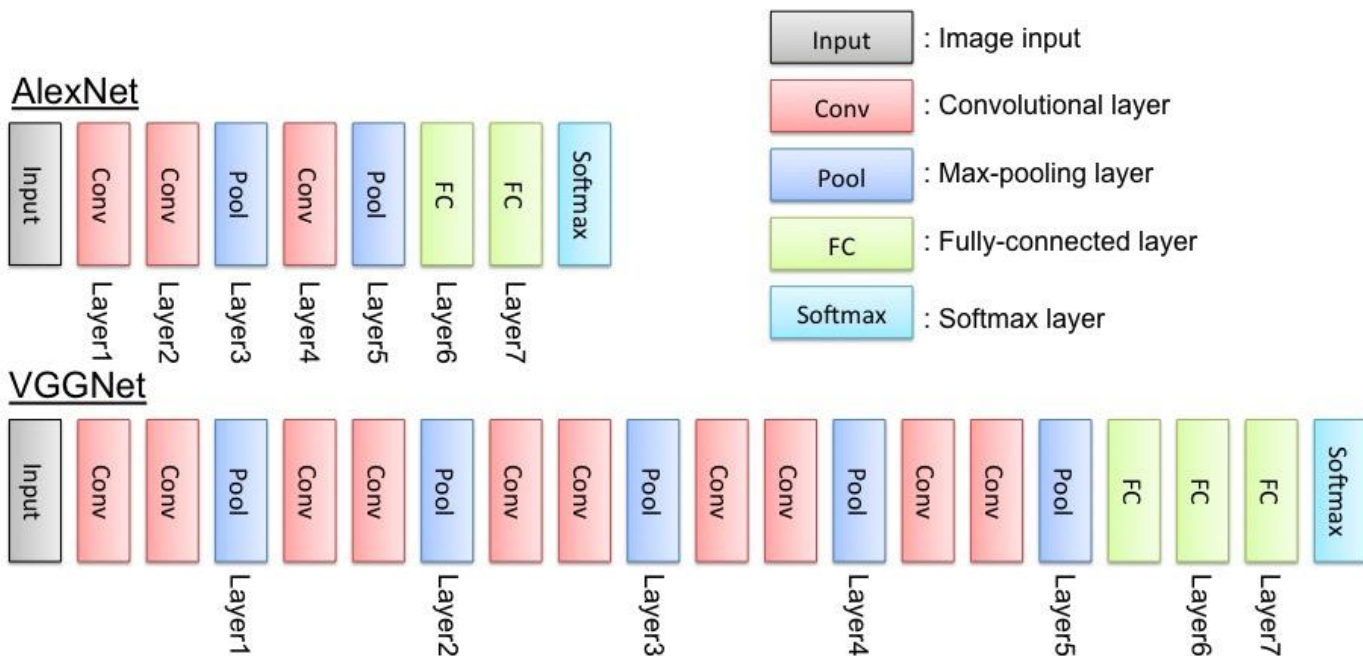 Input : Image input
Conv : Convolutional layer
Pool : Max-pooling layer
FC : Fully-connected layer
Softmax : Softmax layer
AlexNet
Input Conv Conv Pool Conv Pool FC FC Softmax
Layer1 Layer2 Layer3 Layer4 Layer5 Layer6 Layer7
VGGNet
Input Conv Conv Pool Conv Conv Pool Conv Conv Pool Conv Conv Pool Conv Conv Pool FC FC FC Softmax
Layer1 Layer2 Layer3 Layer4 Layer5 Layer6 Layer7